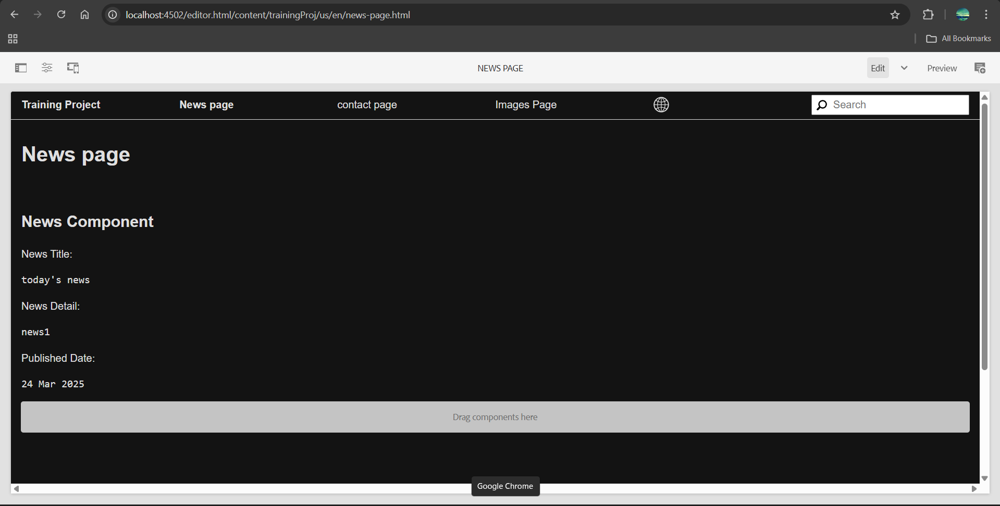 localhost:4502/editor.html/content/trainingProj/us/en/news-page.html
All Bookmarks
NEWS PAGE
Edit
Preview
Training Project
News page
contact page
Images Page
Search
News page
News Component
News Title:
today's news
News Detail:
news1
Published Date:
24 Mar 2025
Drag components here
Google Chrome